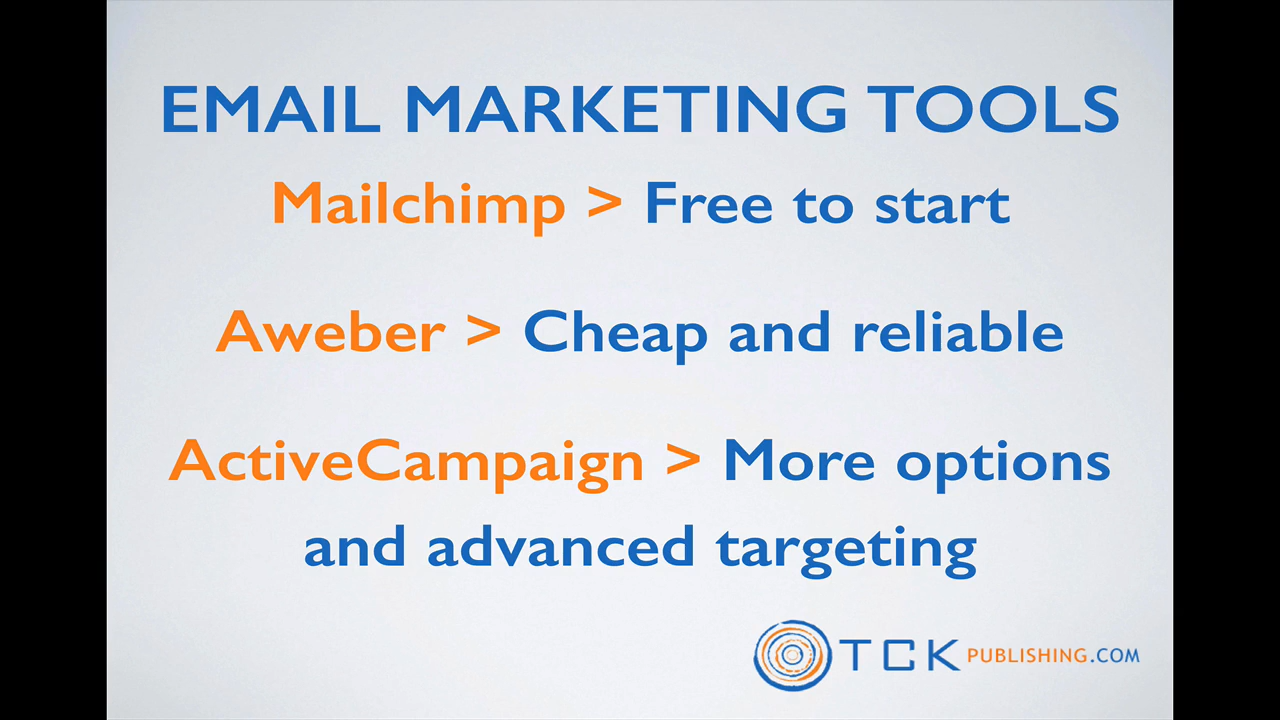 EMAIL MARKETING TOOLS
Mailchimp > Free to start
Aweber > Cheap and reliable
ActiveCampaign > More options
and advanced targeting
TCK PUBLISHING.COM